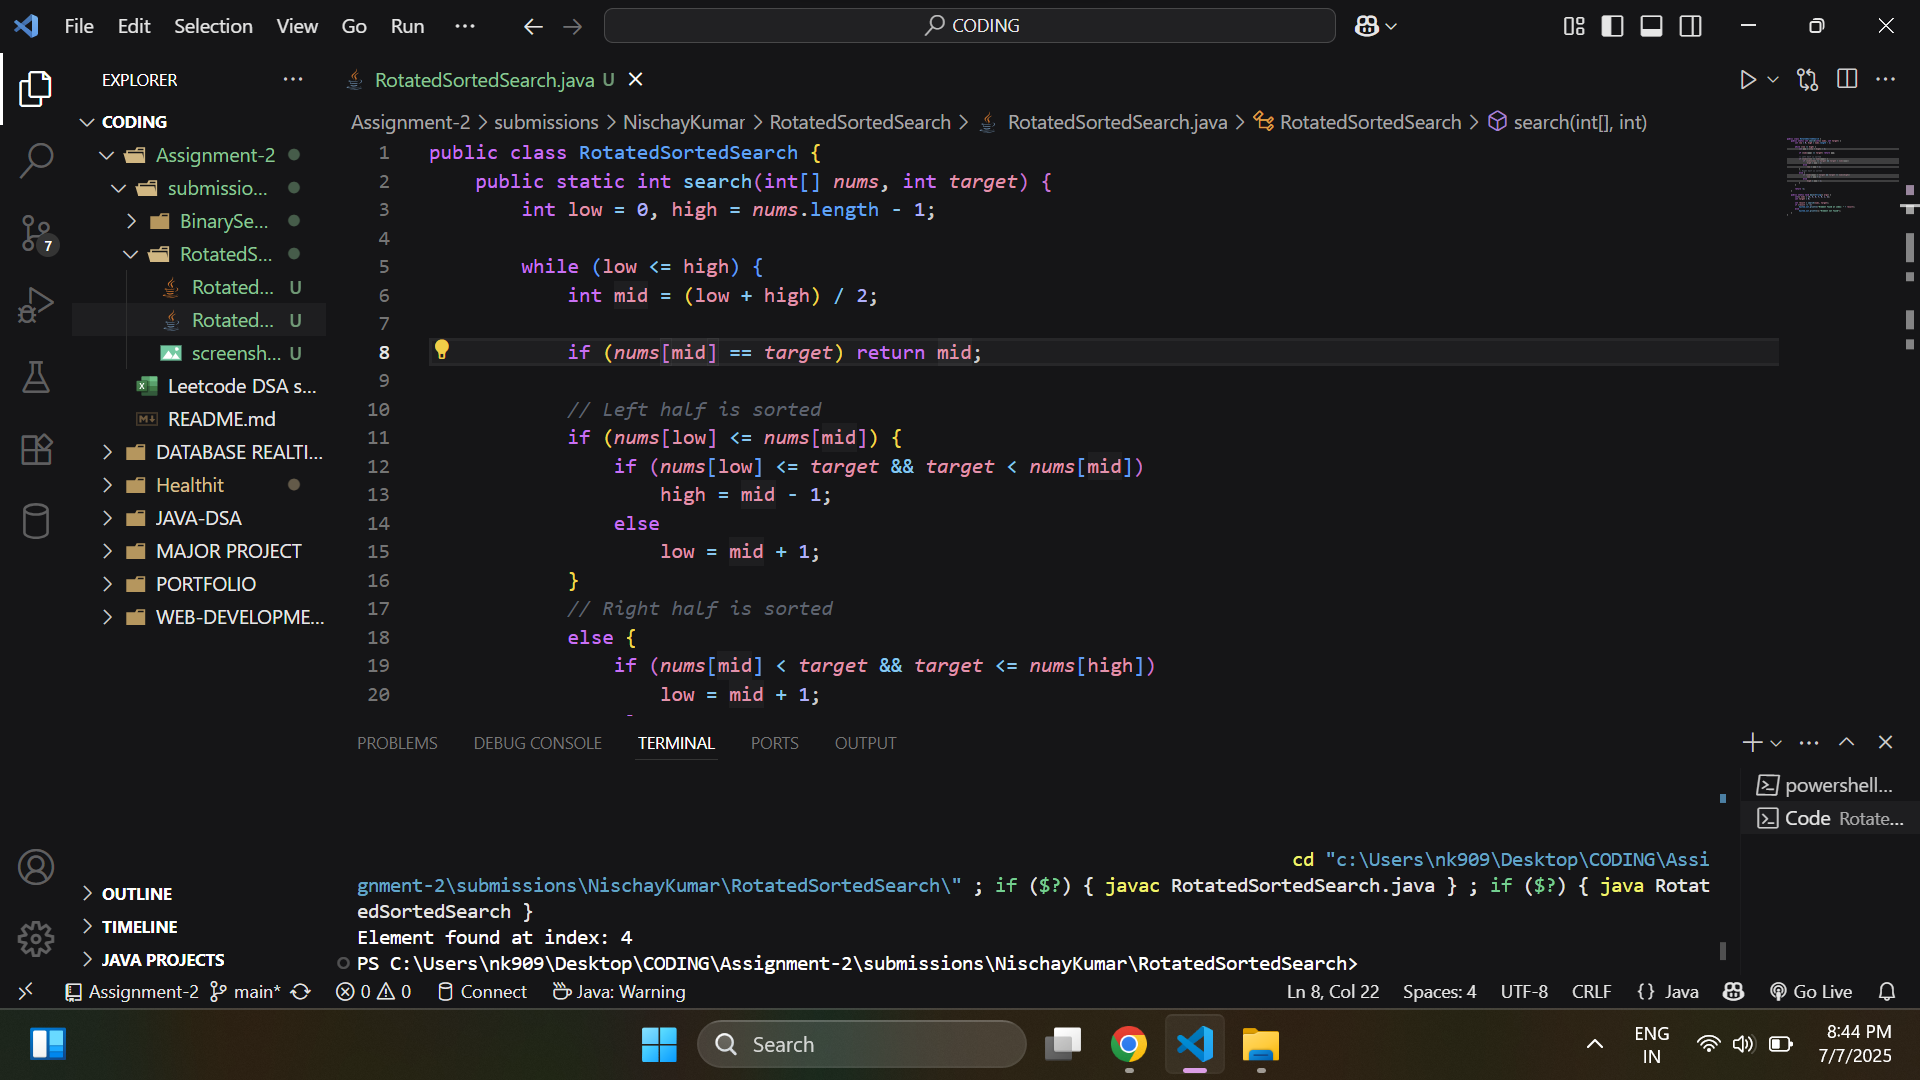 File Edit Selection View Go Run ··· CODING
EXPLORER ···
CODING
Assignment-2
submissio...
BinarySe...
RotatedS...
Rotated... U
Rotated... U
screensh... U
Leetcode DSA s...
README.md
DATABASE REALTI...
Healthit
JAVA-DSA
MAJOR PROJECT
PORTFOLIO
WEB-DEVELOPME...
OUTLINE
TIMELINE
JAVA PROJECTS
7
RotatedSortedSearch.java U
Assignment-2 > submissions > NischayKumar > RotatedSortedSearch > RotatedSortedSearch.java > RotatedSortedSearch > search(int[], int)
1 public class RotatedSortedSearch {
2 public static int search(int[] nums, int target) {
3 int low = 0, high = nums.length - 1;
4
5 while (low <= high) {
6 int mid = (low + high) / 2;
7
8 if (nums[mid] == target) return mid;
9
10 // Left half is sorted
11 if (nums[low] <= nums[mid]) {
12 if (nums[low] <= target && target < nums[mid])
13 high = mid - 1;
14 else
15 low = mid + 1;
16 }
17 // Right half is sorted
18 else {
19 if (nums[mid] < target && target <= nums[high])
20 low = mid + 1;
PROBLEMS DEBUG CONSOLE TERMINAL PORTS OUTPUT
powershell...
Code Rotate...
cd "c:\Users\nk909\Desktop\CODING\Assi
gnment-2\submissions\NischayKumar\RotatedSortedSearch\" ; if ($?) { javac RotatedSortedSearch.java } ; if ($?) { java Rotat
edSortedSearch }
Element found at index: 4
PS C:\Users\nk909\Desktop\CODING\Assignment-2\submissions\NischayKumar\RotatedSortedSearch>
Assignment-2 main* 0 0 Connect Java: Warning Ln 8, Col 22 Spaces: 4 UTF-8 CRLF {} Java Go Live
Search
ENG
IN
8:44 PM
7/7/2025